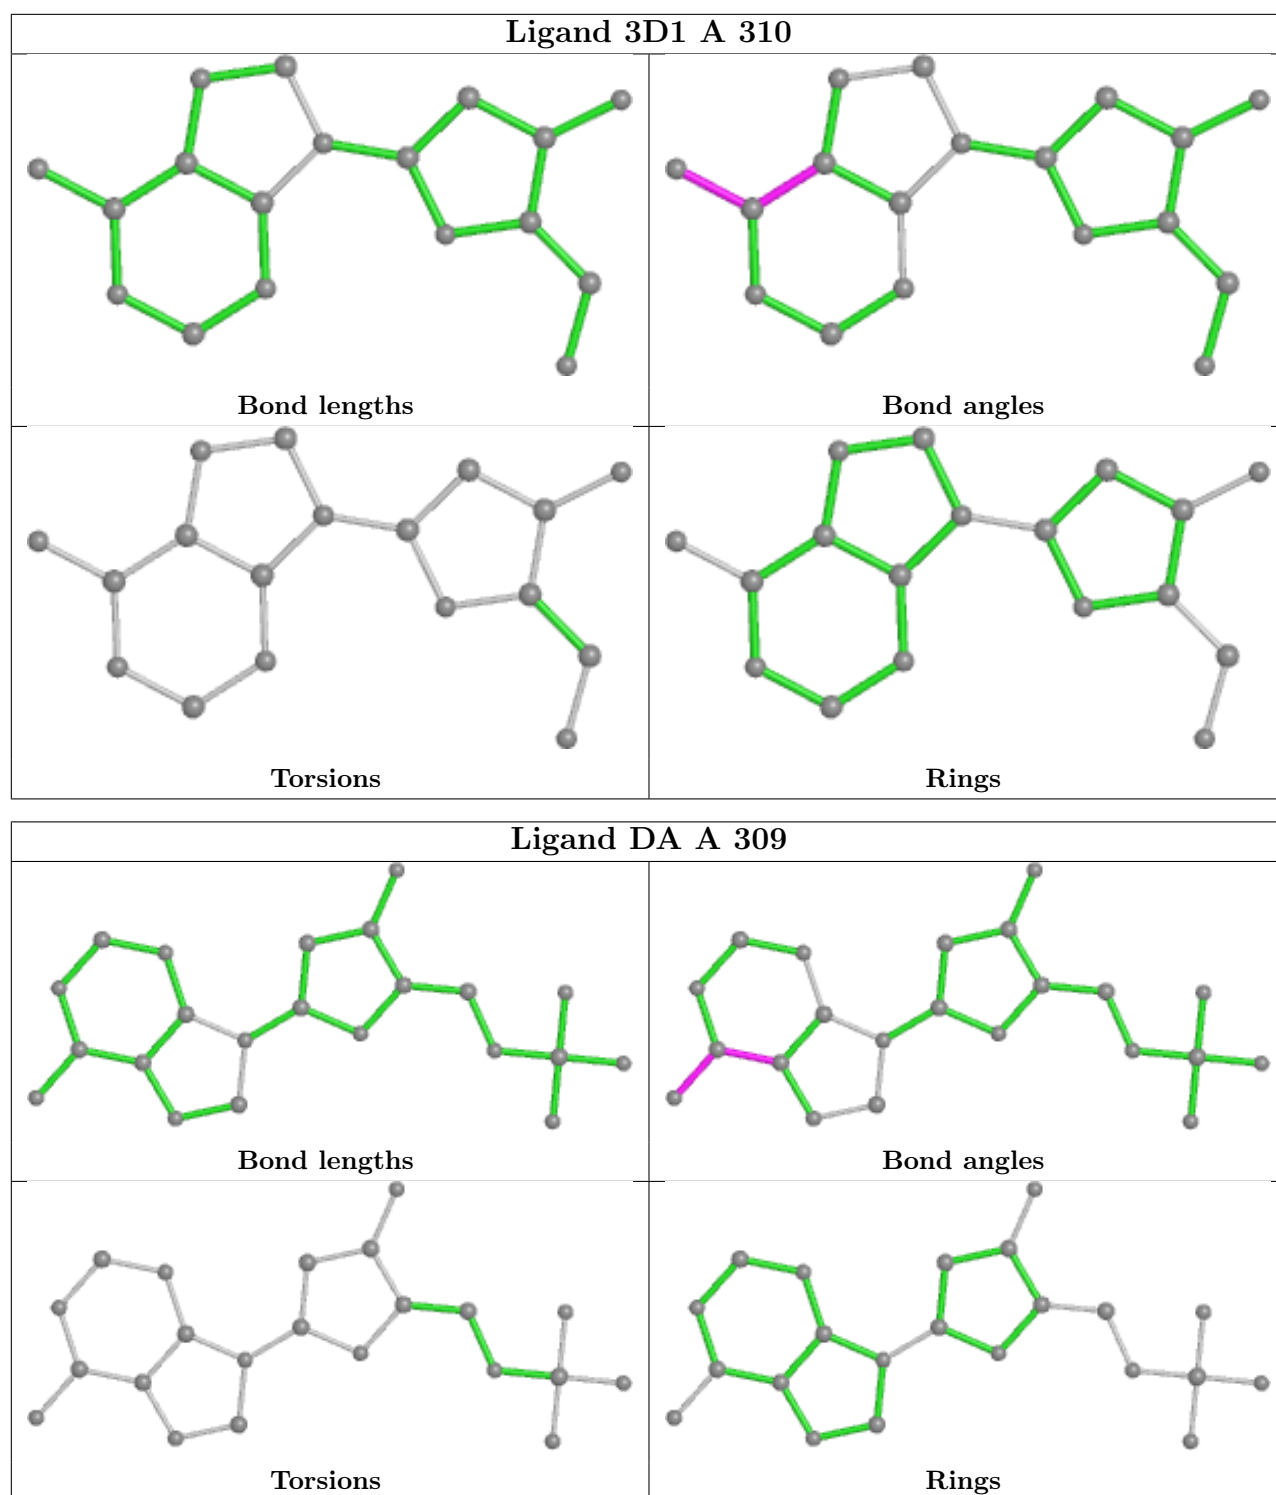 Ligand 3D1 A 310
Bond lengths
Bond angles
Torsions
Rings
Ligand DA A 309
Bond lengths
Bond angles
Torsions
Rings